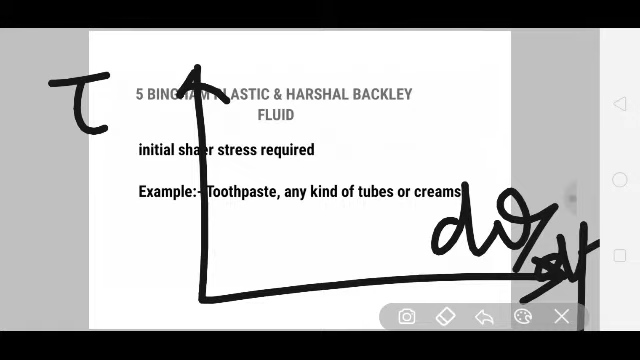 τ
5 BINGHAM PLASTIC & HARSHAL BACKLEY
FLUID
initial shaer stress required
Example:- Toothpaste, any kind of tubes or creams
dv/dy